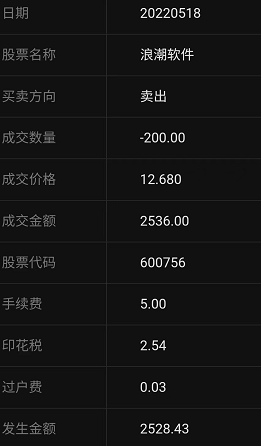 日期 20220518
股票名称 浪潮软件
买卖方向 卖出
成交数量 -200.00
成交价格 12.680
成交金额 2536.00
股票代码 600756
手续费 5.00
印花税 2.54
过户费 0.03
发生金额 2528.43